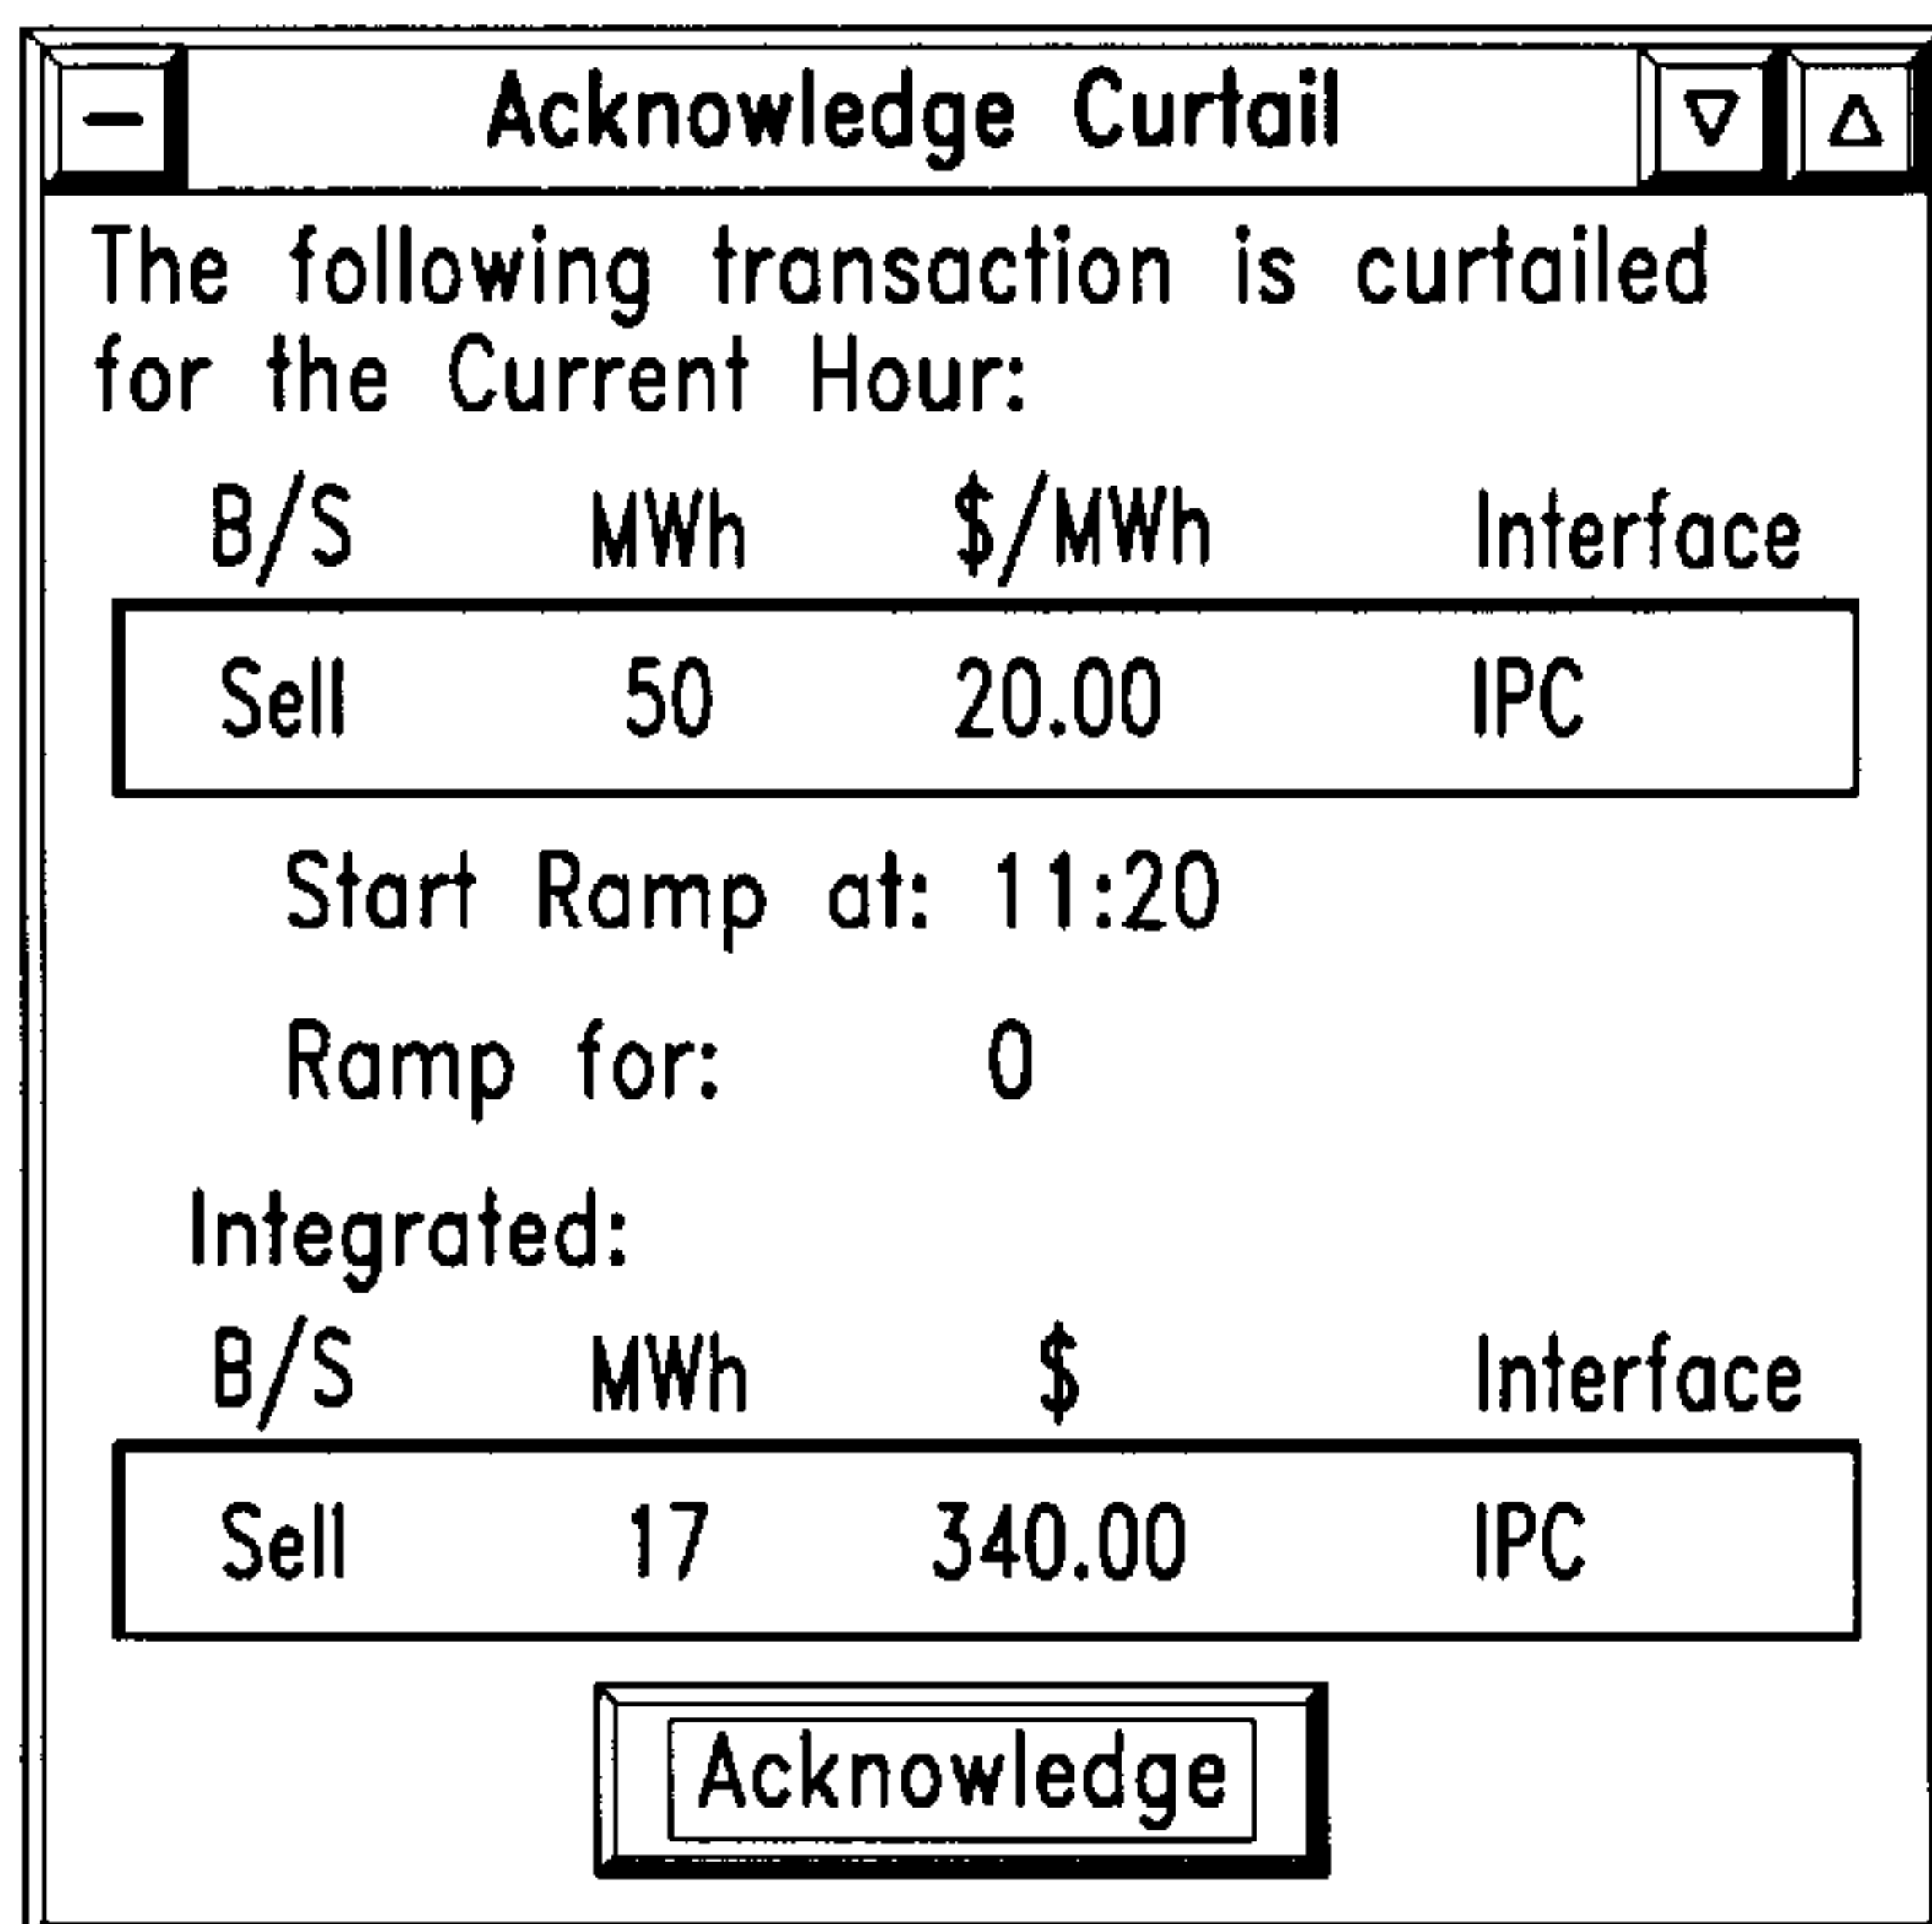 Acknowledge Curtail
The following transaction is curtailed
for the Current Hour:
B/S MWh $/MWh Interface
Sell 50 20.00 IPC
Start Ramp at: 11:20
Ramp for: 0
Integrated:
B/S MWh $ Interface
Sell 17 340.00 IPC
Acknowledge